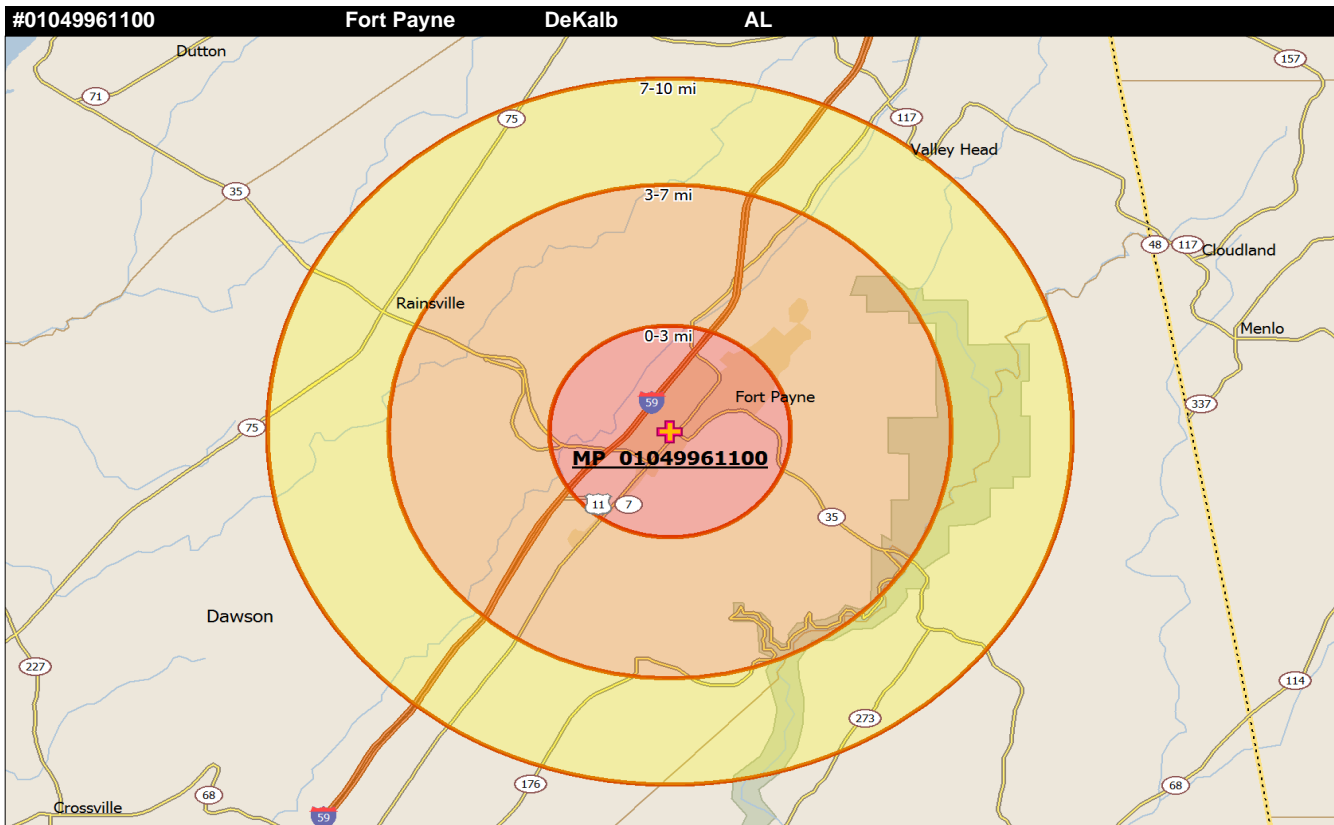 #01049961100 Fort Payne DeKalb AL
Dutton
157
7-10 mi
71
75
117
Valley Head
35
3-7 mi
48 117 Cloudland
Rainsville
Menlo
0-3 mi
Fort Payne
59
337
75
MP 01049961100
11 7
35
Dawson
227
114
273
176
68
68
Crossville
59